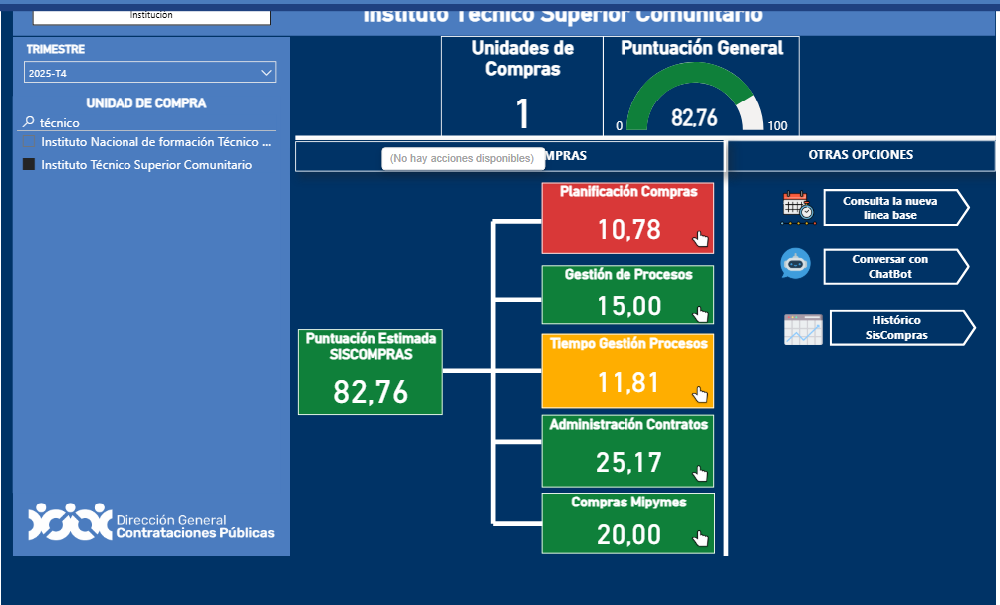 Institución
Instituto Técnico Superior Comunitario
TRIMESTRE
2025-T4
UNIDAD DE COMPRA
técnico
Instituto Nacional de formación Técnico ...
Instituto Técnico Superior Comunitario
Unidades de
Compras
1
Puntuación General
82,76
0
100
(No hay acciones disponibles)
MPRAS
OTRAS OPCIONES
Puntuación Estimada
SISCOMPRAS
82,76
Planificación Compras
10,78
Gestión de Procesos
15,00
Tiempo Gestión Procesos
11,81
Administración Contratos
25,17
Compras Mipymes
20,00
Consulta la nueva
linea base
Conversar con
ChatBot
Histórico
SisCompras
Dirección General
Contrataciones Públicas